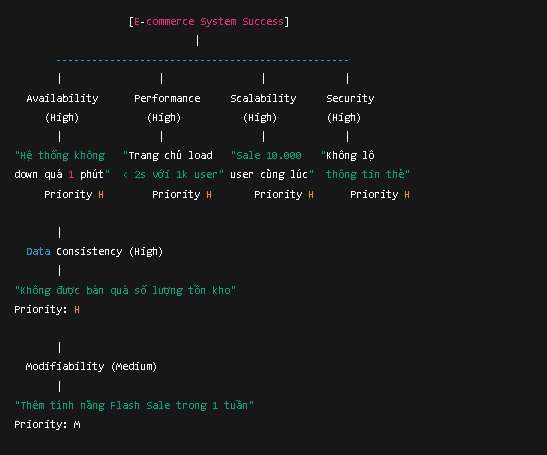 [E-commerce System Success]
|
-------------------------------------------------
| | | |
Availability Performance Scalability Security
(High) (High) (High) (High)
| | | |
"Hệ thống không "Trang chủ load "Sale 10.000 "Không lộ
down quá 1 phút" < 2s với 1k user" user cùng lúc" thông tin thẻ"
Priority H Priority H Priority H Priority H
|
Data Consistency (High)
|
"Không được bán quá số lượng tồn kho"
Priority: H
|
Modifiability (Medium)
|
"Thêm tính năng Flash Sale trong 1 tuần"
Priority: M